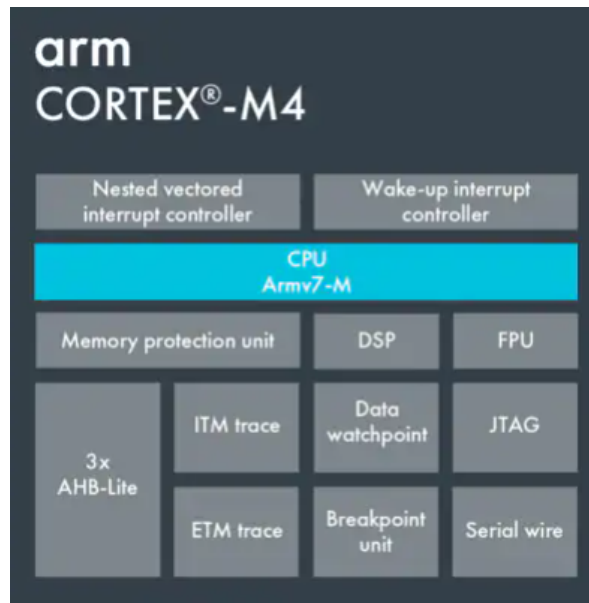 arm
CORTEX®-M4
Nested vectored
interrupt controller
Wake-up interrupt
controller
CPU
Armv7-M
Memory protection unit
DSP
FPU
3x
AHB-Lite
ITM trace
Data
watchpoint
JTAG
ETM trace
Breakpoint
unit
Serial wire